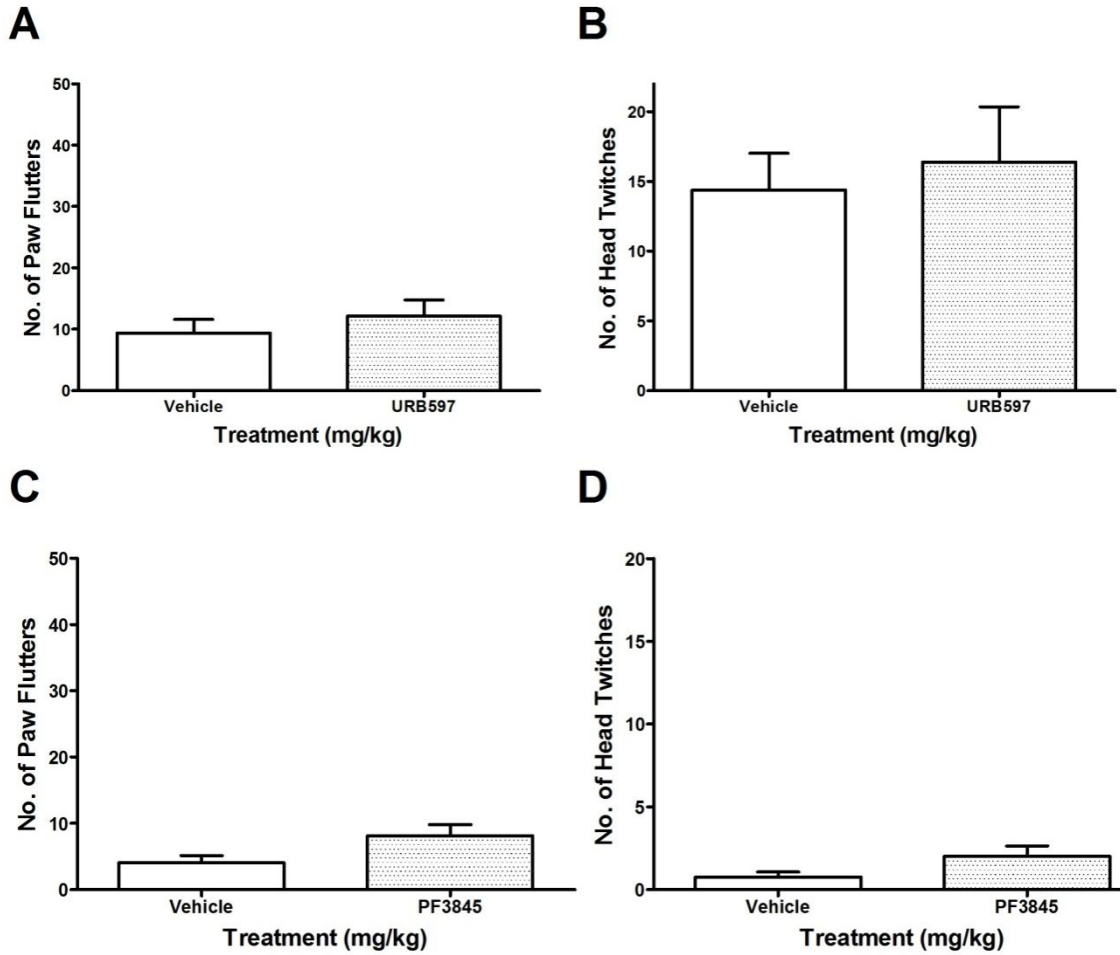 A
No. of Paw Flutters
50
40
30
20
10
0
Vehicle URB597
Treatment (mg/kg)
B
No. of Head Twitches
20
15
10
5
0
Vehicle URB597
Treatment (mg/kg)
C
No. of Paw Flutters
50
40
30
20
10
0
Vehicle PF3845
Treatment (mg/kg)
D
No. of Head Twitches
20
15
10
5
0
Vehicle PF3845
Treatment (mg/kg)